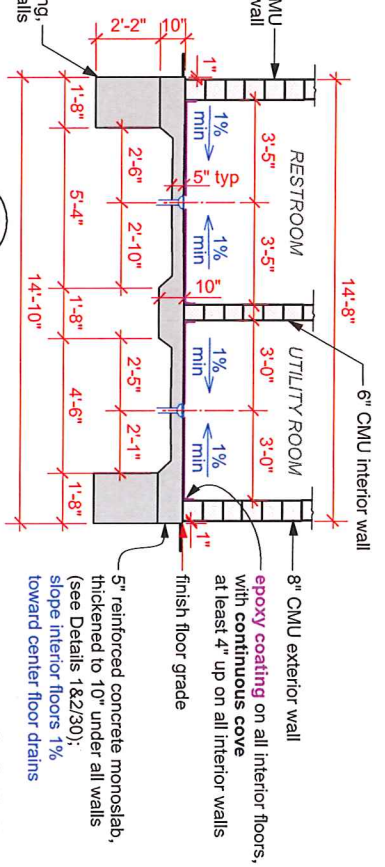 6" CMU interior wall
14'-8"
8" CMU exterior wall
CMU
wall
RESTROOM
UTILITY ROOM
3'-5"
3'-5"
3'-0"
3'-0"
epoxy coating on all interior floors,
with continuous cove
at least 4" up on all interior walls
1%
min
1%
min
1%
min
1%
min
1"
1"
5" typ.
10"
finish floor grade
10"
2'-2"
2'-6"
2'-10"
2'-5"
2'-1"
5" reinforced concrete monoslab,
thickened to 10" under all walls
(see Details 1&2/30);
slope interior floors 1%
toward center floor drains
1'-8"
5'-4"
1'-8"
4'-6"
1'-8"
ng,
alls
14'-10"